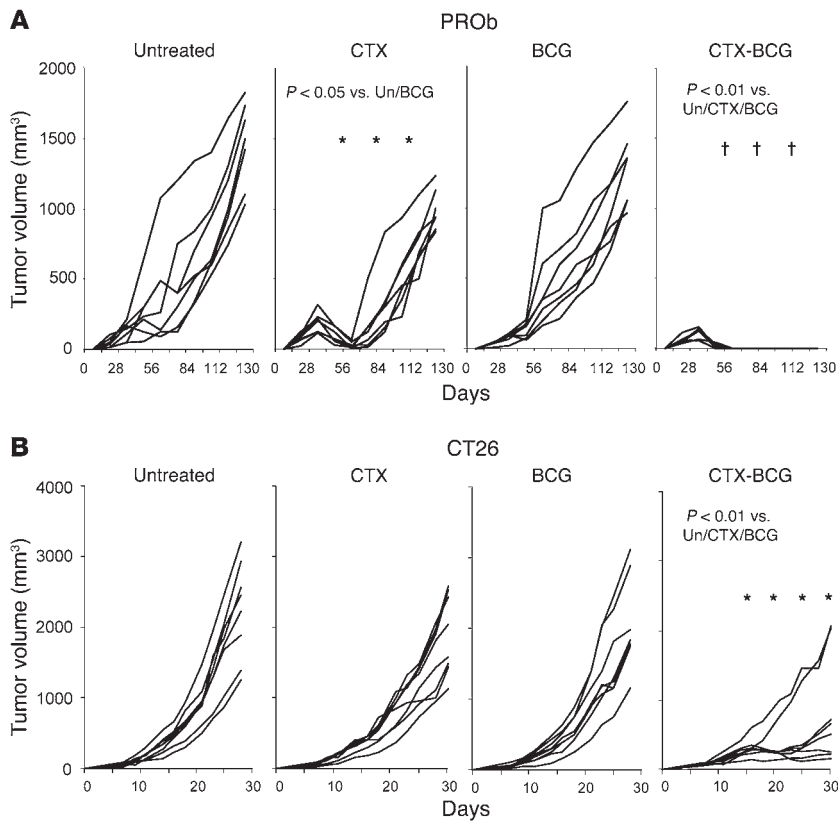 A
PROb
Untreated CTX BCG CTX-BCG
Tumor volume (mm³)
2000
1500
1000
500
0
P < 0.05 vs. Un/BCG
* * *
P < 0.01 vs.
Un/CTX/BCG
† † †
0 28 56 84 112 130 0 28 56 84 112 130 0 28 56 84 112 130 0 28 56 84 112 130
Days
B
CT26
Untreated CTX BCG CTX-BCG
Tumor volume (mm³)
4000
3000
2000
1000
0
P < 0.01 vs.
Un/CTX/BCG
* * * *
0 10 20 30 0 10 20 30 0 10 20 30 0 10 20 30
Days